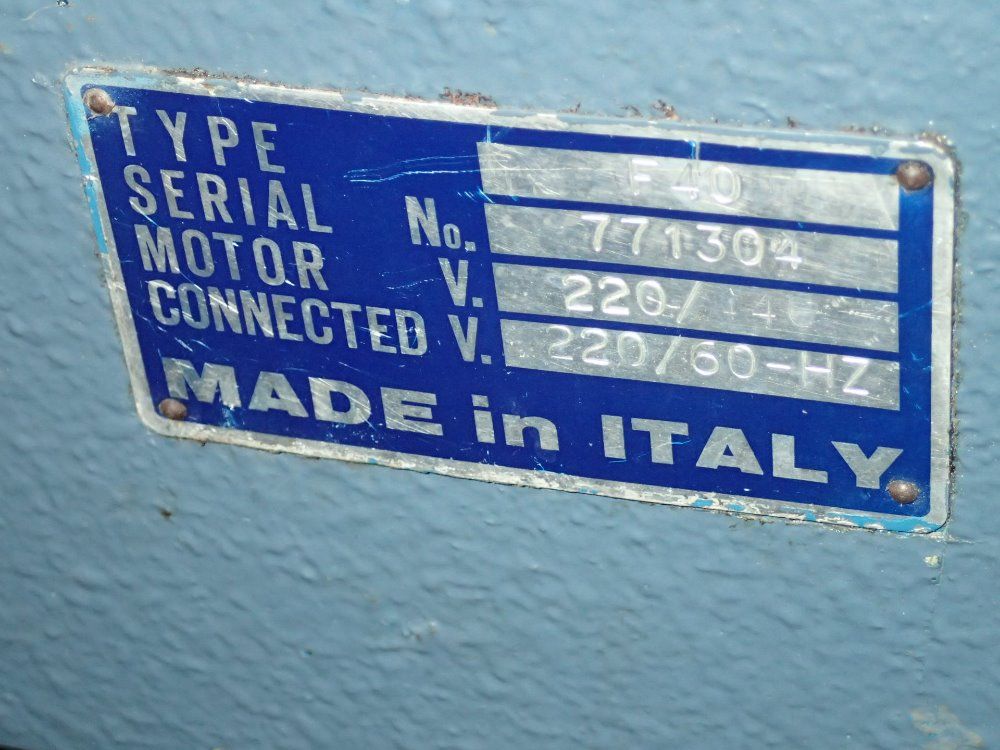 TYPE F40
SERIAL No. 771304
MOTOR V. 220/
CONNECTED V. 220/60-HZ
MADE in ITALY